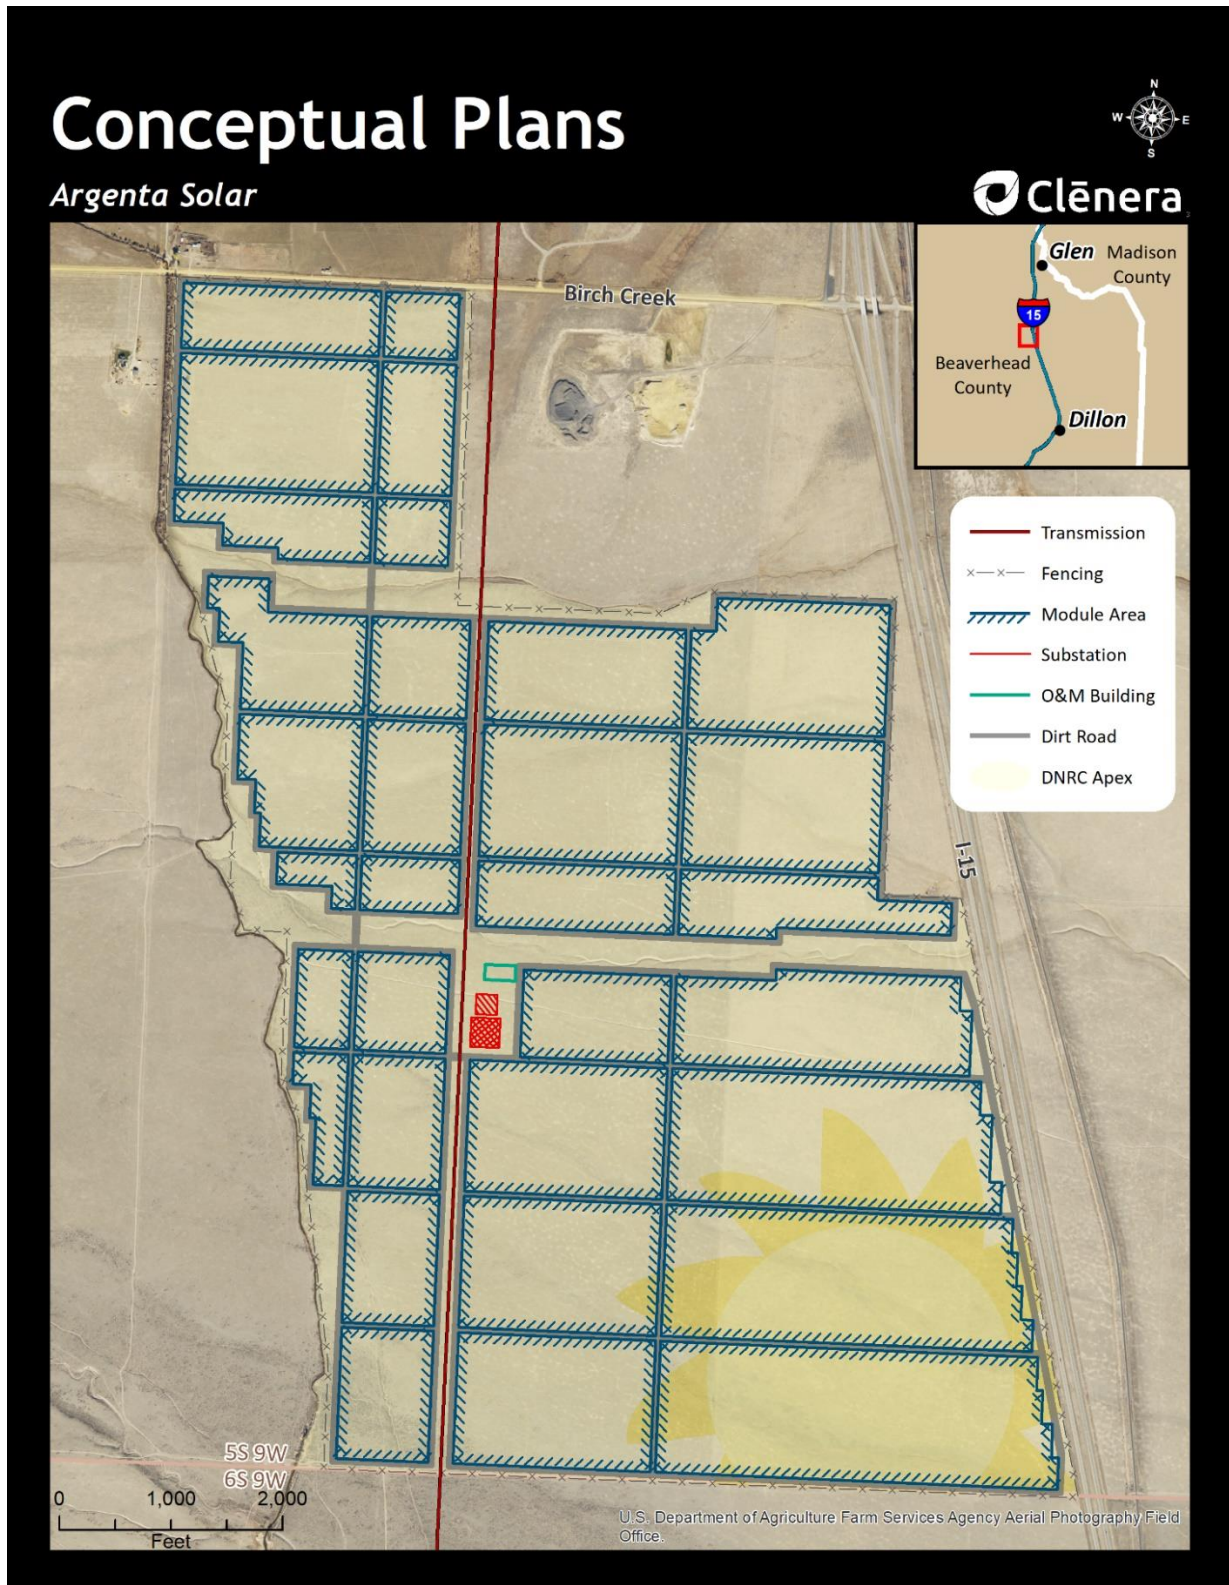 Conceptual Plans
N
W
E
S
Argenta Solar
Clēnera
Birch Creek
Glen
Madison
County
15
Beaverhead
County
Dillon
Transmission
Fencing
Module Area
Substation
O&M Building
Dirt Road
DNRC Apex
I-15
5S 9W
6S 9W
0 1,000 2,000
Feet
U.S. Department of Agriculture Farm Services Agency Aerial Photography Field
Office.